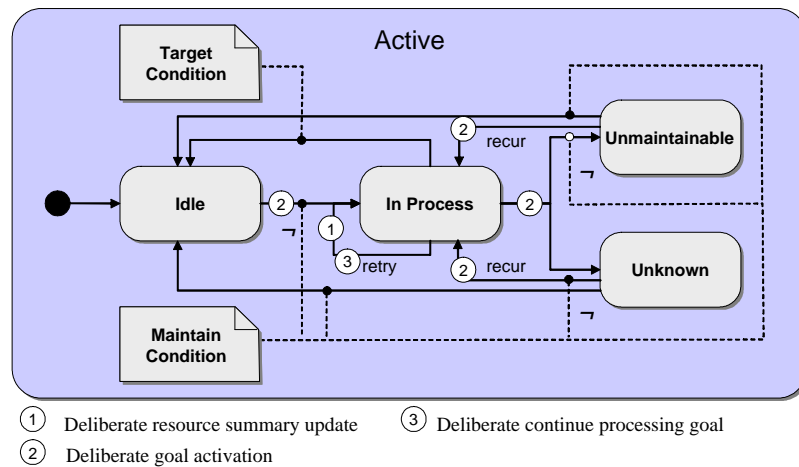 Active
Target
Condition
2
recur
Unmaintainable
¬
Idle
2
¬
In Process
2
1
3
retry
2
recur
Unknown
¬
Maintain
Condition
1 Deliberate resource summary update
3 Deliberate continue processing goal
2 Deliberate goal activation